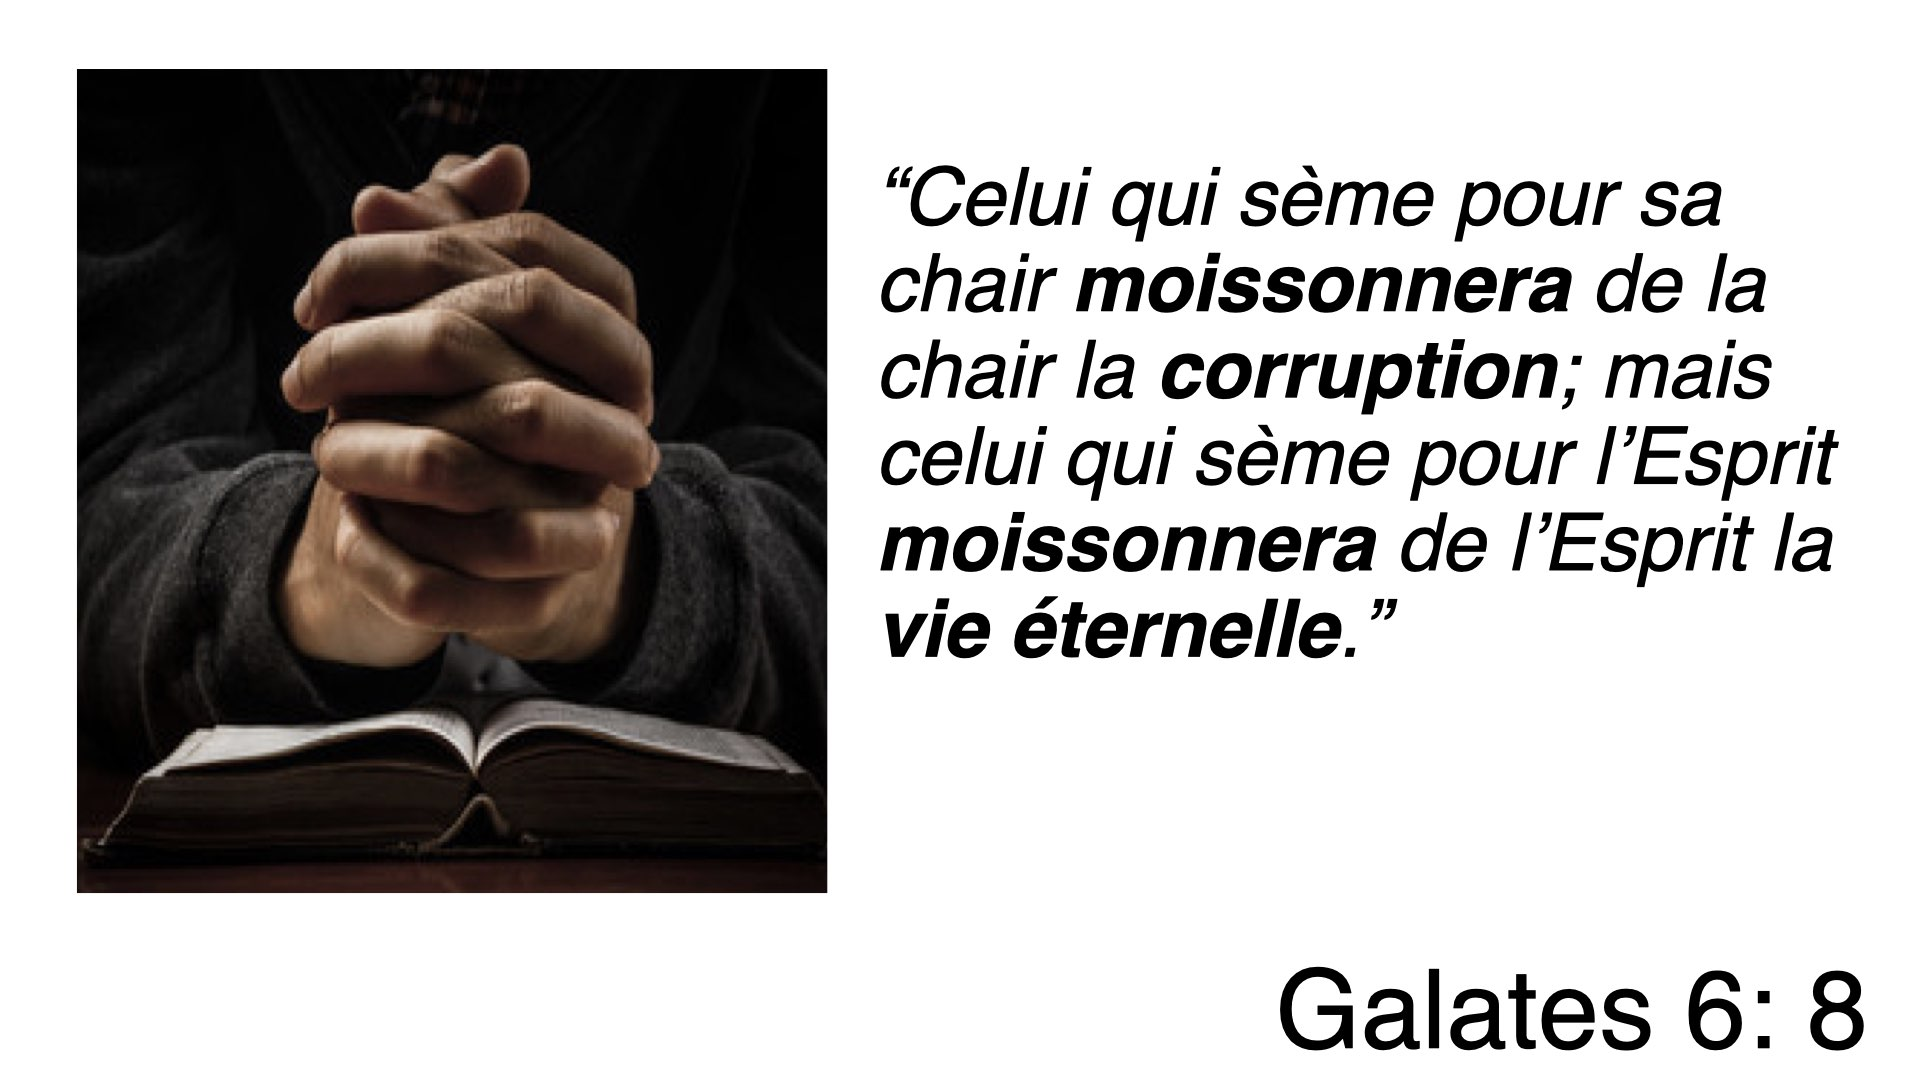 “Celui qui sème pour sa
chair moissonnera de la
chair la corruption; mais
celui qui sème pour l’Esprit
moissonnera de l’Esprit la
vie éternelle.”
Galates 6: 8